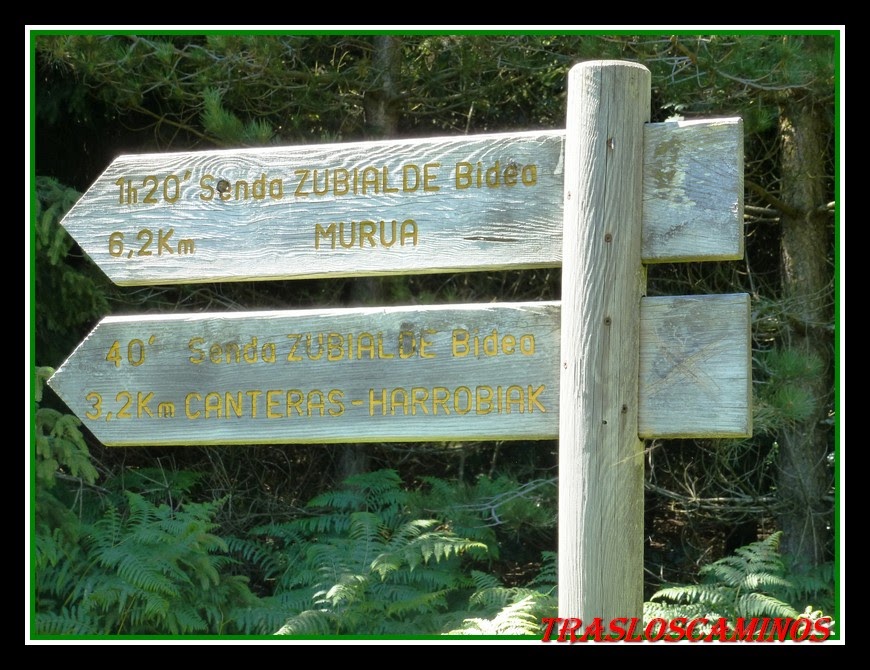 1h20' Senda ZUBIALDE Bidea
6,2Km MURUA
40' Senda ZUBIALDE Bidea
3,2Km CANTERAS-HARROBIAK
TRASLOSCAMINOS